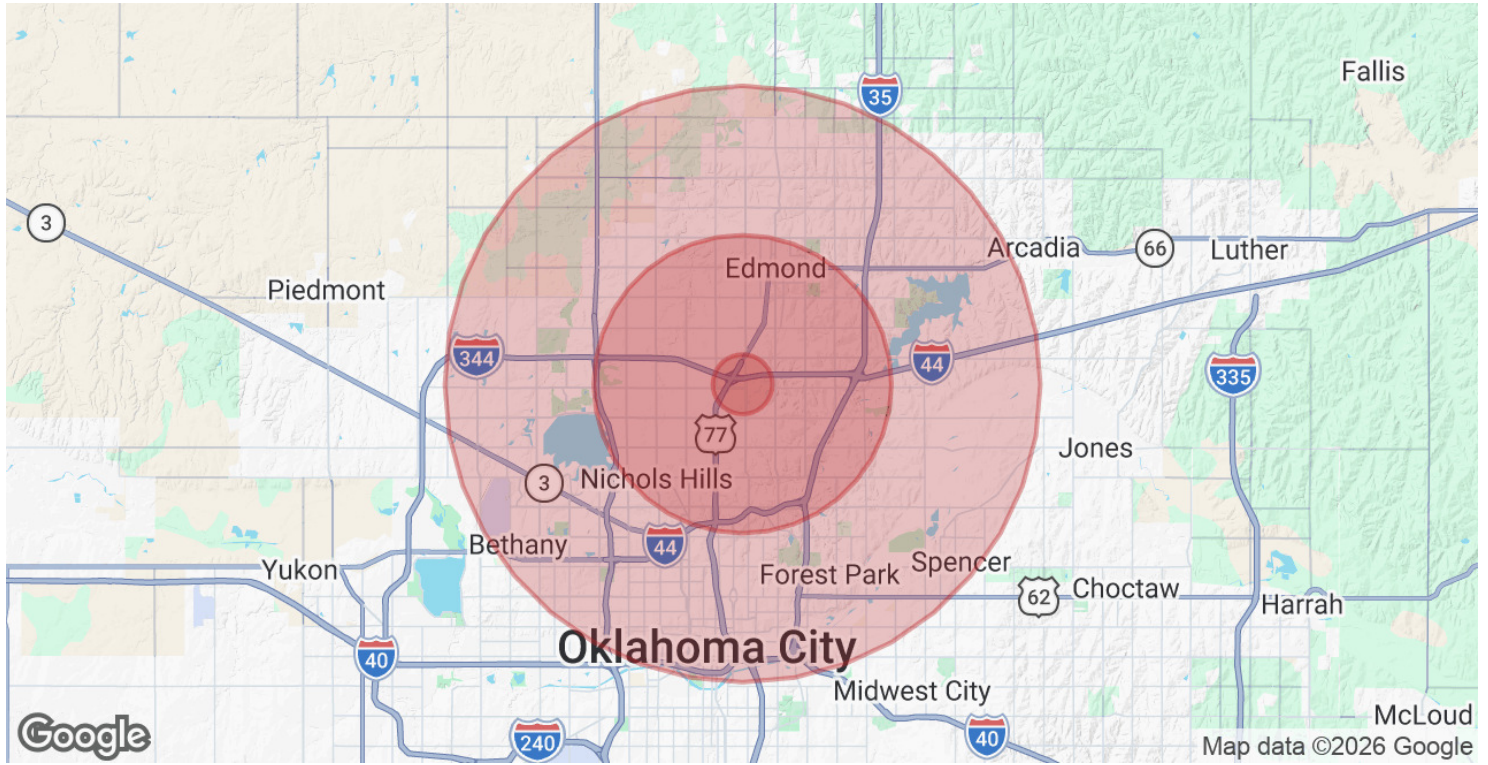 Fallis
35
3
Arcadia
66
Luther
Edmond
Piedmont
344
44
335
77
Jones
Nichols Hills
3
44
Bethany
Spencer
Yukon
Forest Park
62
Choctaw
Harrah
Oklahoma City
40
Midwest City
McLoud
240
40
Google
Map data ©2026 Google